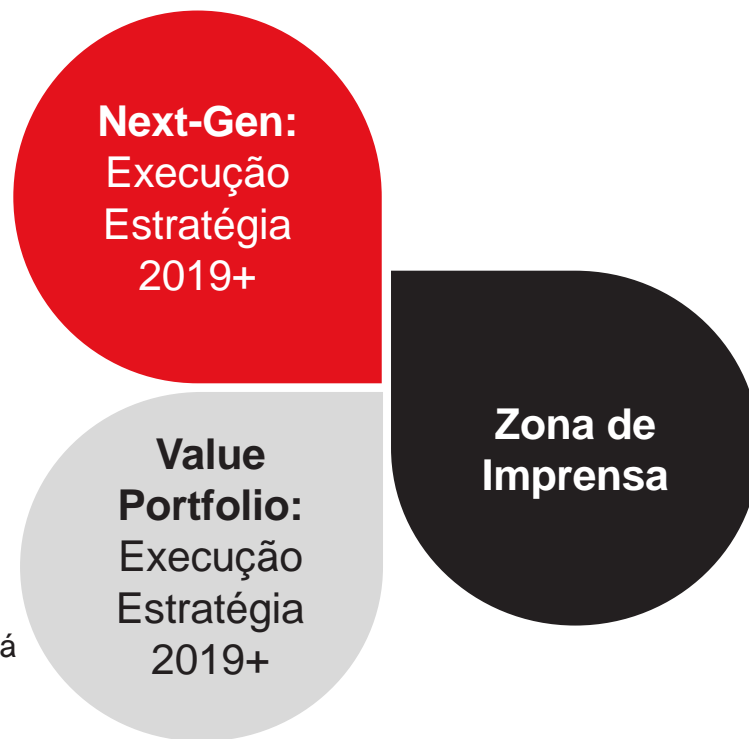 Next-Gen:
Execução
Estratégia
2019+
Zona de
Imprensa
Value
Portfolio:
Execução
Estratégia
2019+
á